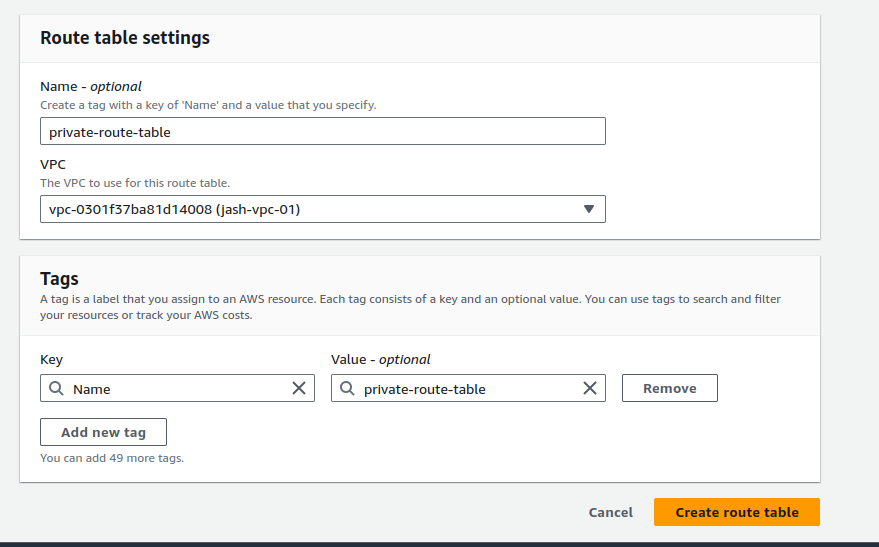 Route table settings
Name - optional
Create a tag with a key of 'Name' and a value that you specify.
private-route-table
VPC
The VPC to use for this route table.
vpc-0301f37ba81d14008 (jash-vpc-01)
Tags
A tag is a label that you assign to an AWS resource. Each tag consists of a key and an optional value. You can use tags to search and filter
your resources or track your AWS costs.
Key
Value - optional
Name
private-route-table
Remove
Add new tag
You can add 49 more tags.
Cancel
Create route table